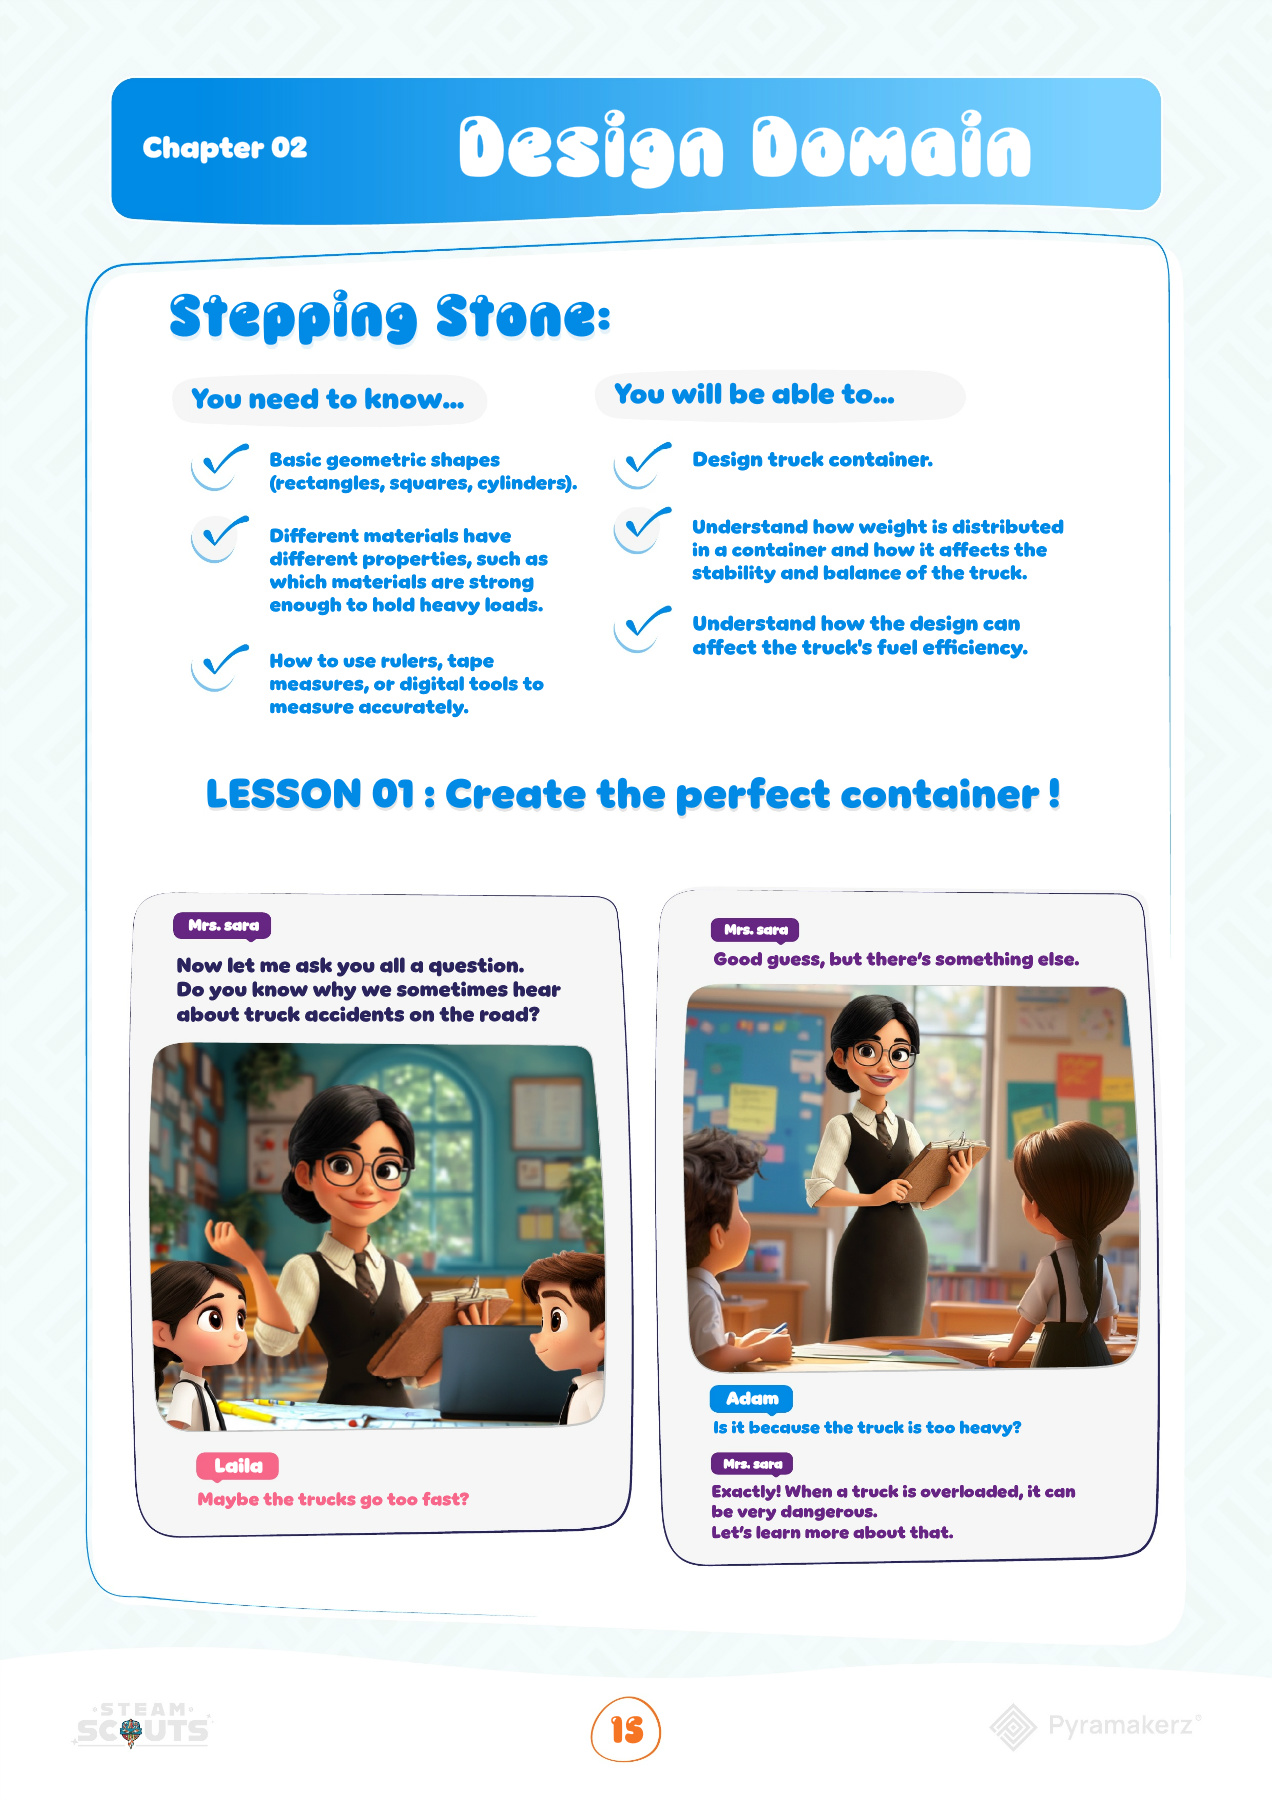 Chapter 02
Design Domain
Stepping Stone:
You need to know...
Basic geometric shapes
(rectangles, squares, cylinders).
Different materials have
different properties, such as
which materials are strong
enough to hold heavy loads.
How to use rulers, tape
measures, or digital tools to
measure accurately.
You will be able to...
Design truck container.
Understand how weight is distributed
in a container and how it affects the
stability and balance of the truck.
Understand how the design can
affect the truck's fuel efficiency.
LESSON 01 : Create the perfect container !
Mrs. sara
Now let me ask you all a question.
Do you know why we sometimes hear
about truck accidents on the road?
Laila
Maybe the trucks go too fast?
Mrs. sara
Good guess, but there's something else.
Adam
Is it because the truck is too heavy?
Mrs. sara
Exactly! When a truck is overloaded, it can
be very dangerous.
Let's learn more about that.
STEAM
SCOUTS
15
Pyramakerz